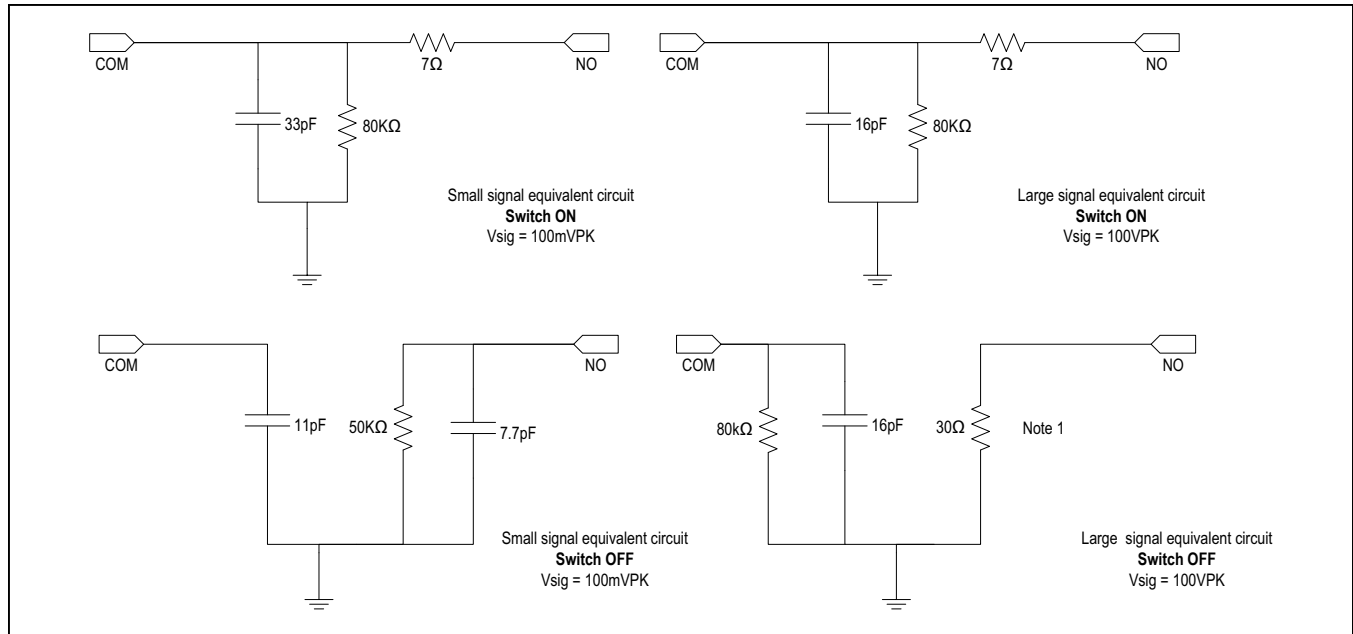 COM
7Ω
NO
33pF
80KΩ
Small signal equivalent circuit
Switch ON
Vsig = 100mVPK
COM
7Ω
NO
16pF
80KΩ
Large signal equivalent circuit
Switch ON
Vsig = 100VPK
COM
NO
11pF
50KΩ
7.7pF
Small signal equivalent circuit
Switch OFF
Vsig = 100mVPK
COM
NO
80kΩ
16pF
30Ω
Note 1
Large signal equivalent circuit
Switch OFF
Vsig = 100VPK